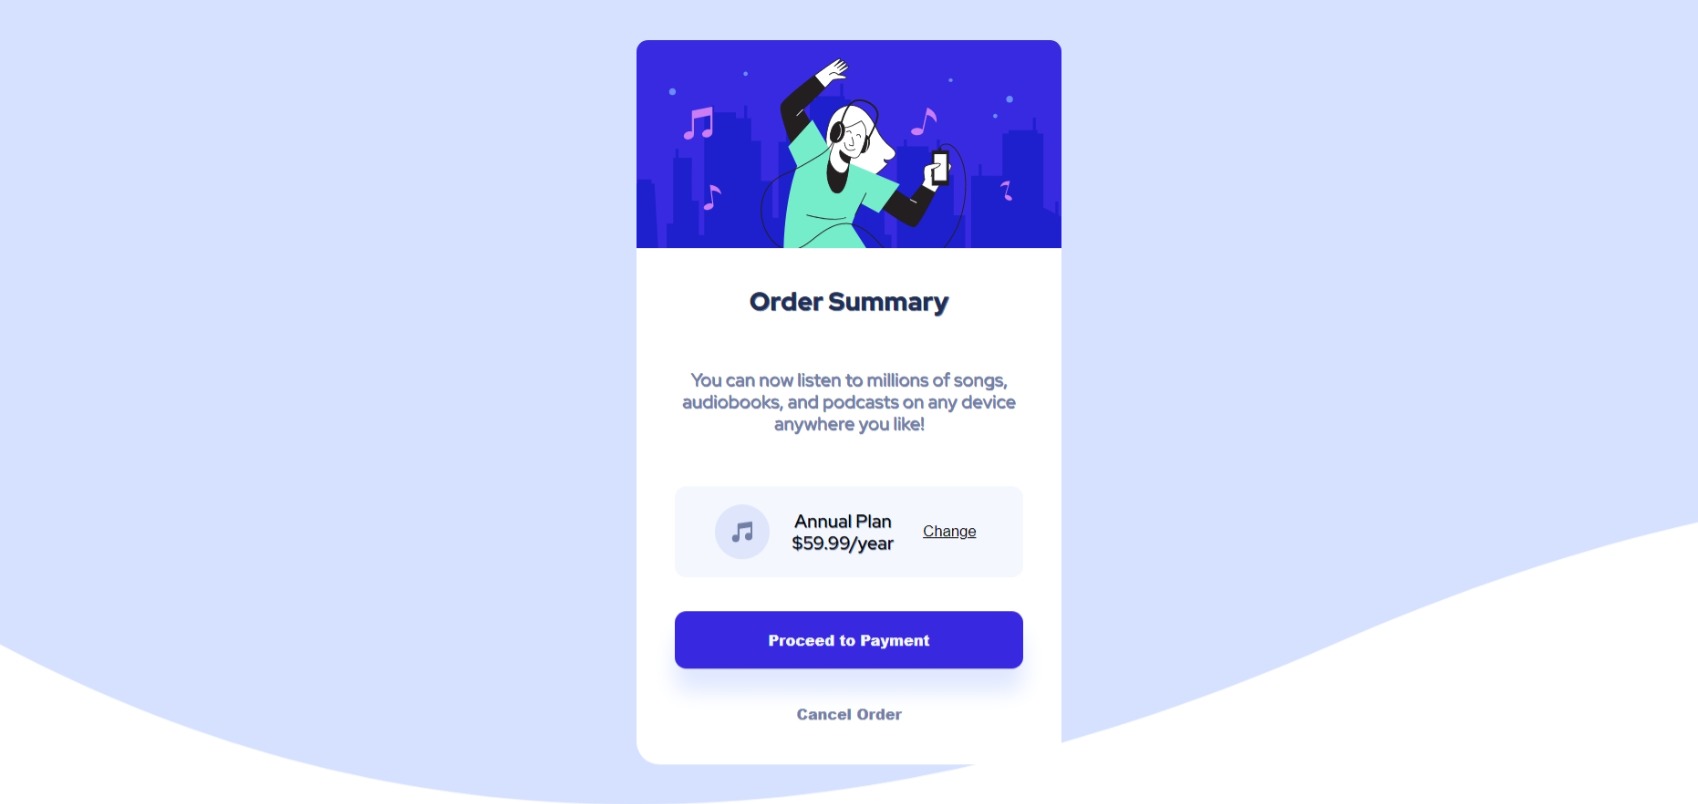 Order Summary
You can now listen to millions of songs,
audiobooks, and podcasts on any device
anywhere you like!
Annual Plan
$59.99/year
Change
Proceed to Payment
Cancel Order